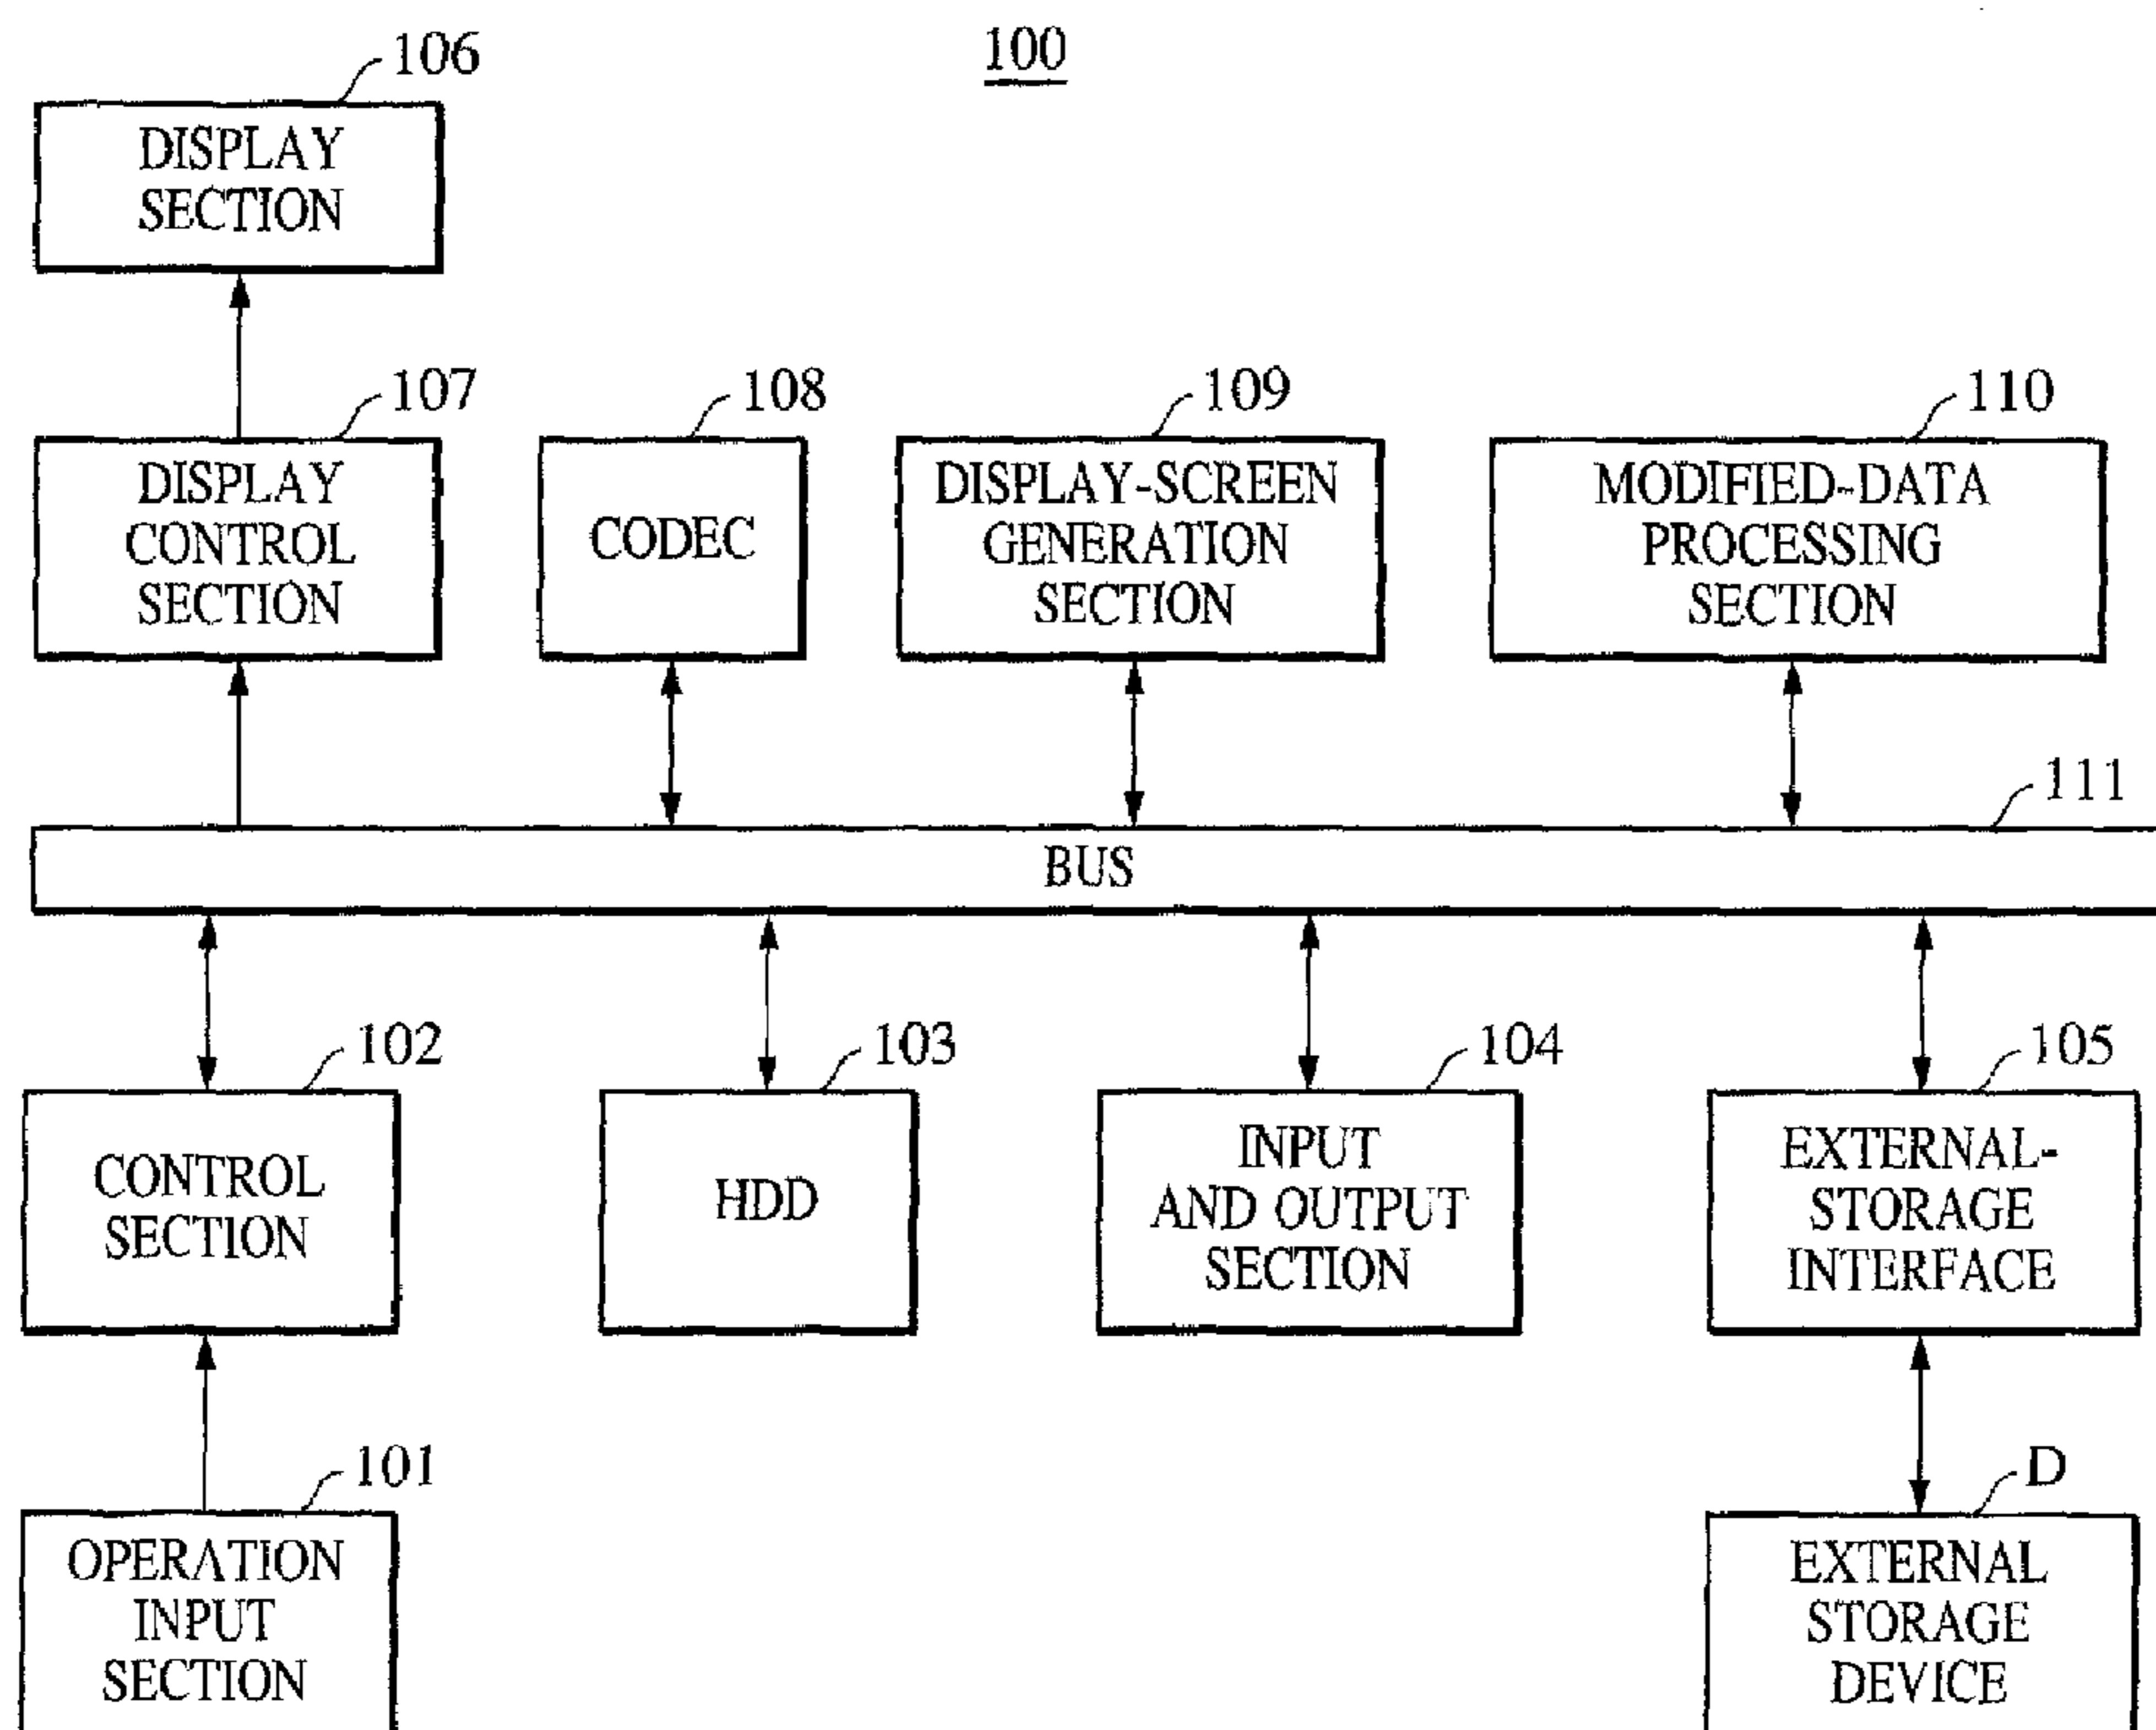 100
106
DISPLAY
SECTION
107
DISPLAY
CONTROL
SECTION
108
CODEC
109
DISPLAY-SCREEN
GENERATION
SECTION
110
MODIFIED-DATA
PROCESSING
SECTION
111
BUS
102
CONTROL
SECTION
103
HDD
104
INPUT
AND OUTPUT
SECTION
105
EXTERNAL-
STORAGE
INTERFACE
101
OPERATION
INPUT
SECTION
D
EXTERNAL
STORAGE
DEVICE